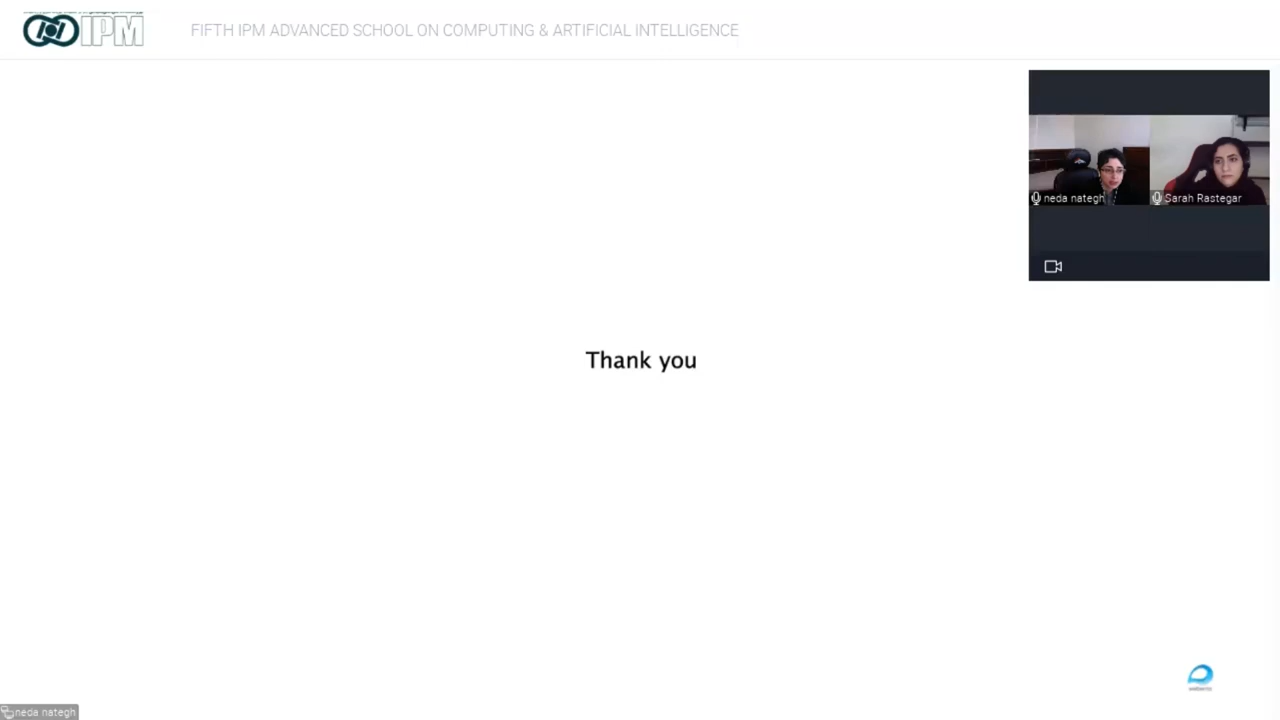 IPM
FIFTH IPM ADVANCED SCHOOL ON COMPUTING & ARTIFICIAL INTELLIGENCE
neda nategh
Sarah Rastegar
Thank you
neda nategh